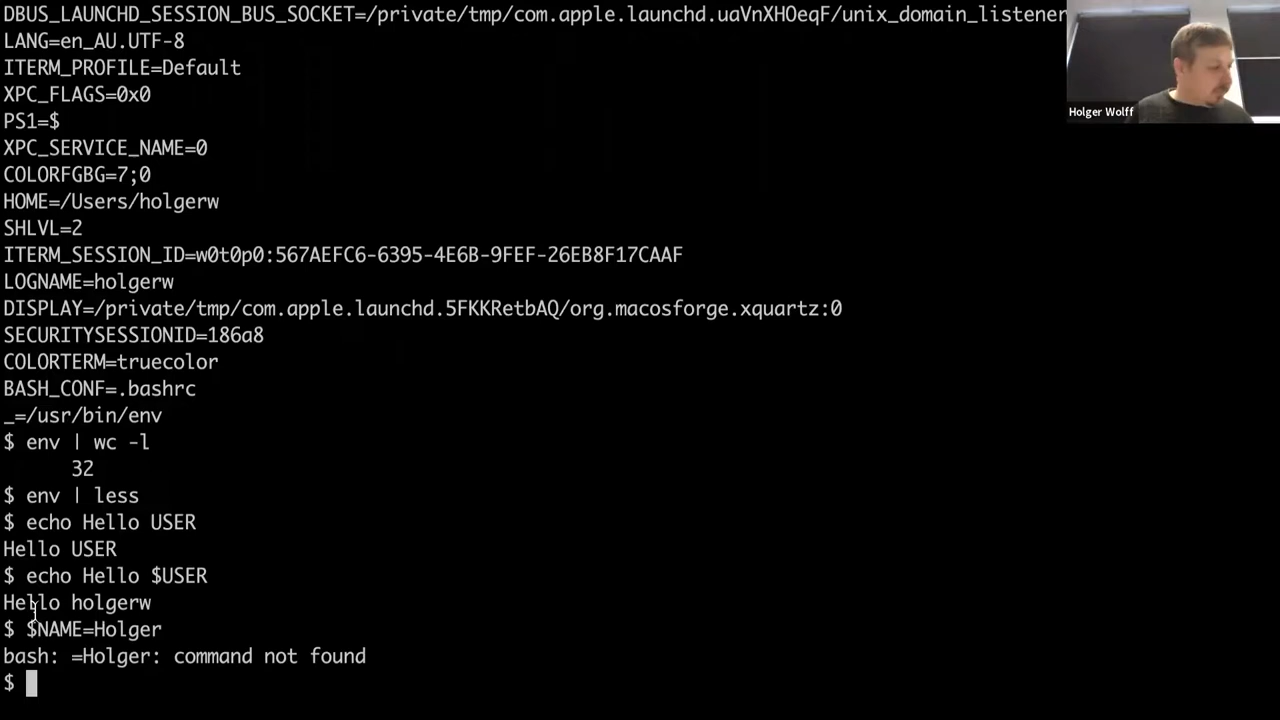 DBUS_LAUNCHD_SESSION_BUS_SOCKET=/private/tmp/com.apple.launchd.uaVnXHOeqF/unix_domain_listener
LANG=en_AU.UTF-8
ITERM_PROFILE=Default
XPC_FLAGS=0x0
PS1=$
XPC_SERVICE_NAME=0
COLORFGBG=7;0
HOME=/Users/holgerw
SHLVL=2
ITERM_SESSION_ID=w0t0p0:567AEFC6-6395-4E6B-9FEF-26EB8F17CAAF
LOGNAME=holgerw
DISPLAY=/private/tmp/com.apple.launchd.5FKKRetbAQ/org.macosforge.xquartz:0
SECURITYSESSIONID=186a8
COLORTERM=truecolor
BASH_CONF=.bashrc
_=/usr/bin/env
$ env | wc -l
32
$ env | less
$ echo Hello USER
Hello USER
$ echo Hello $USER
Hello holgerw
$ $NAME=Holger
bash: =Holger: command not found
$
Holger Wolff